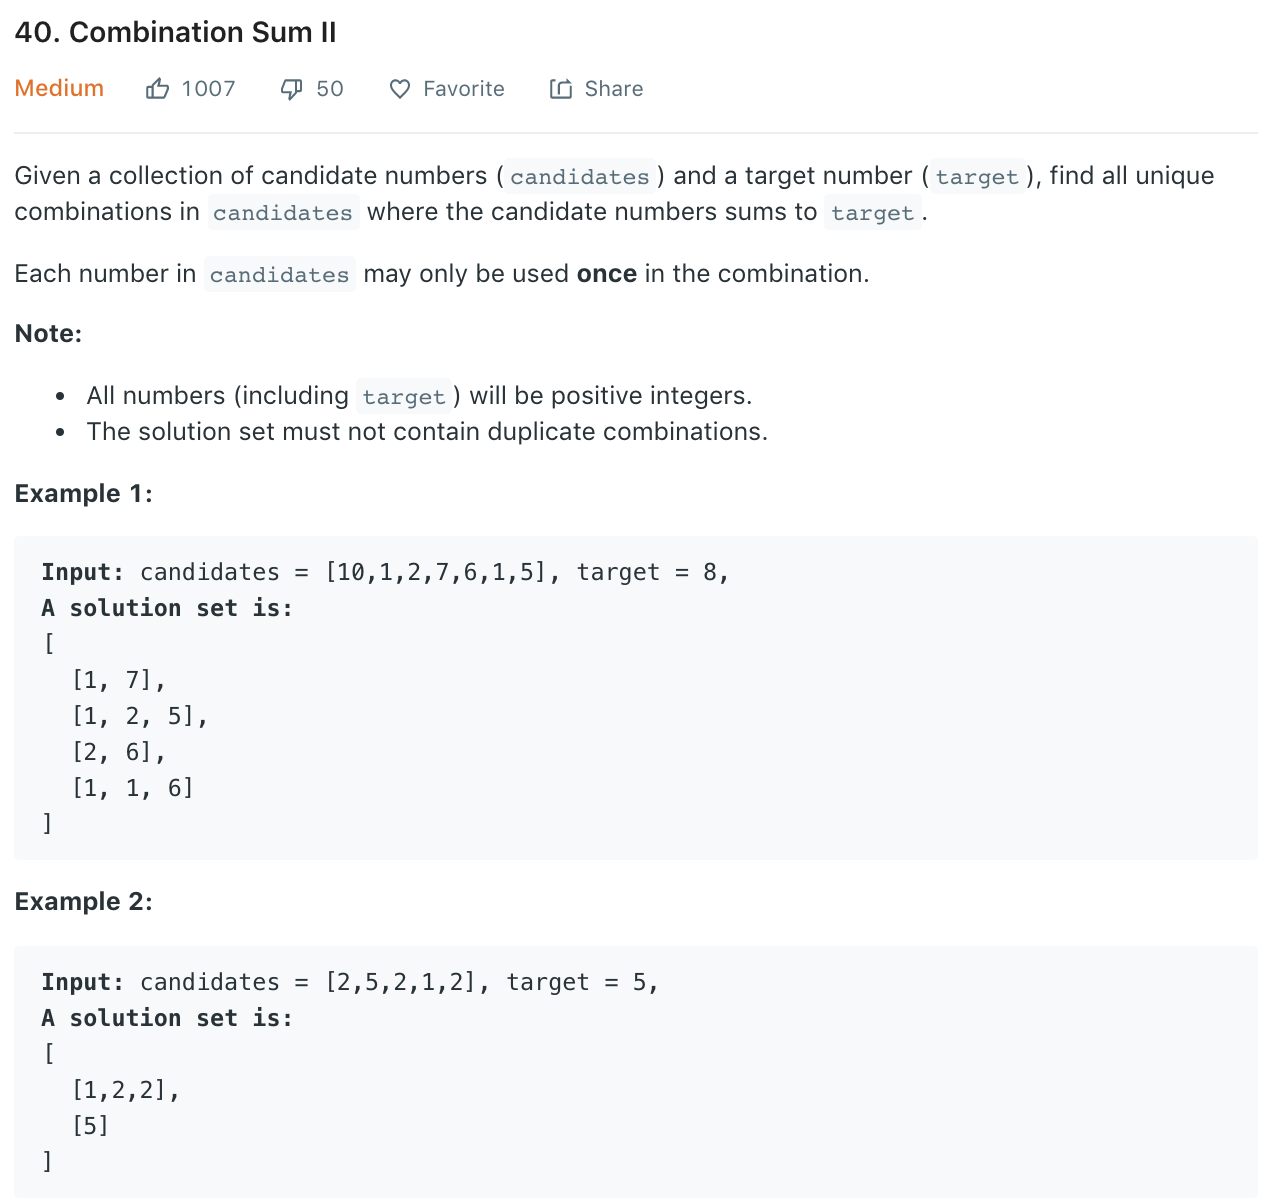 40. Combination Sum II
Medium 1007 50 Favorite Share
Given a collection of candidate numbers ( candidates ) and a target number ( target ), find all unique
combinations in candidates where the candidate numbers sums to target .
Each number in candidates may only be used once in the combination.
Note:
• All numbers (including target ) will be positive integers.
• The solution set must not contain duplicate combinations.
Example 1:
Input: candidates = [10,1,2,7,6,1,5], target = 8,
A solution set is:
[
  [1, 7],
  [1, 2, 5],
  [2, 6],
  [1, 1, 6]
]
Example 2:
Input: candidates = [2,5,2,1,2], target = 5,
A solution set is:
[
  [1,2,2],
  [5]
]